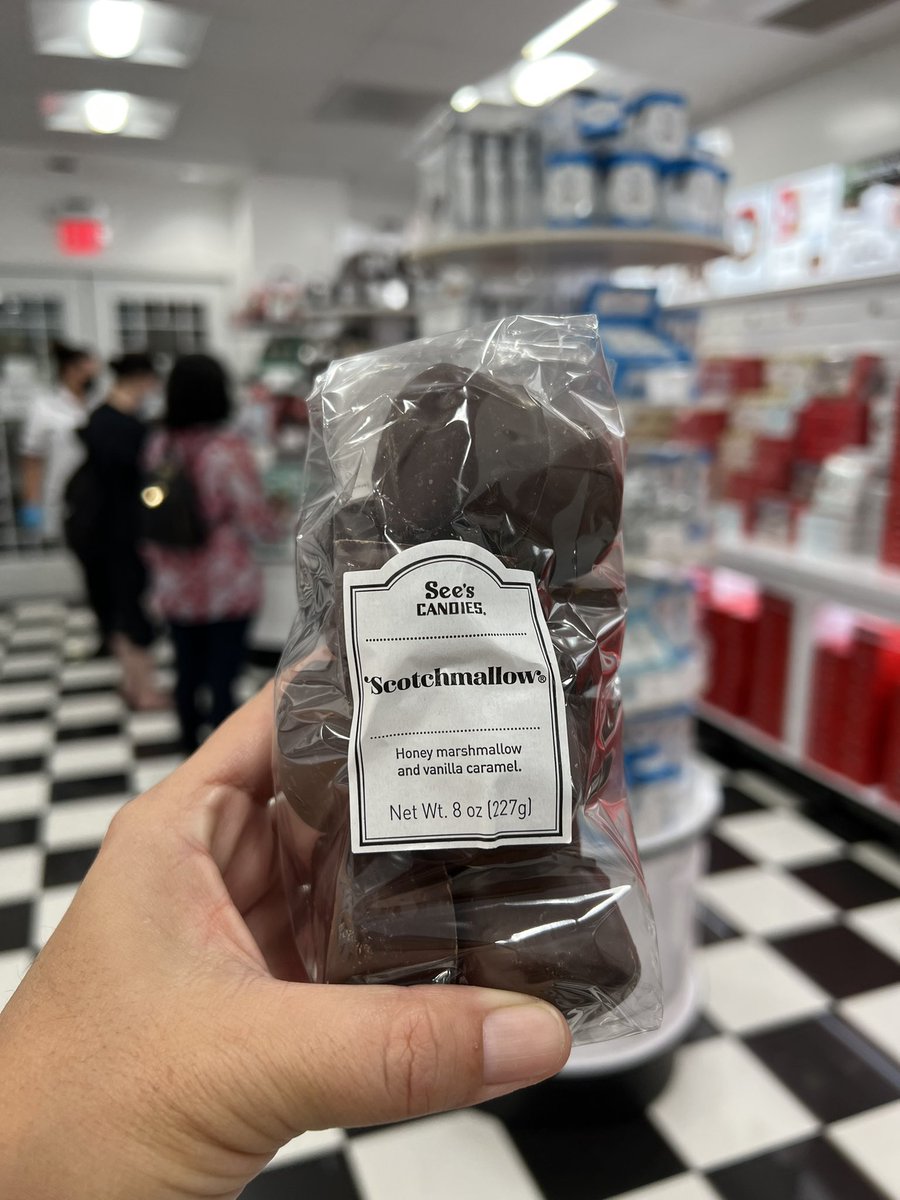 See's
CANDIES®
Scotchmallow®
Honey marshmallow
and vanilla caramel.
Net Wt. 8 oz (227g)